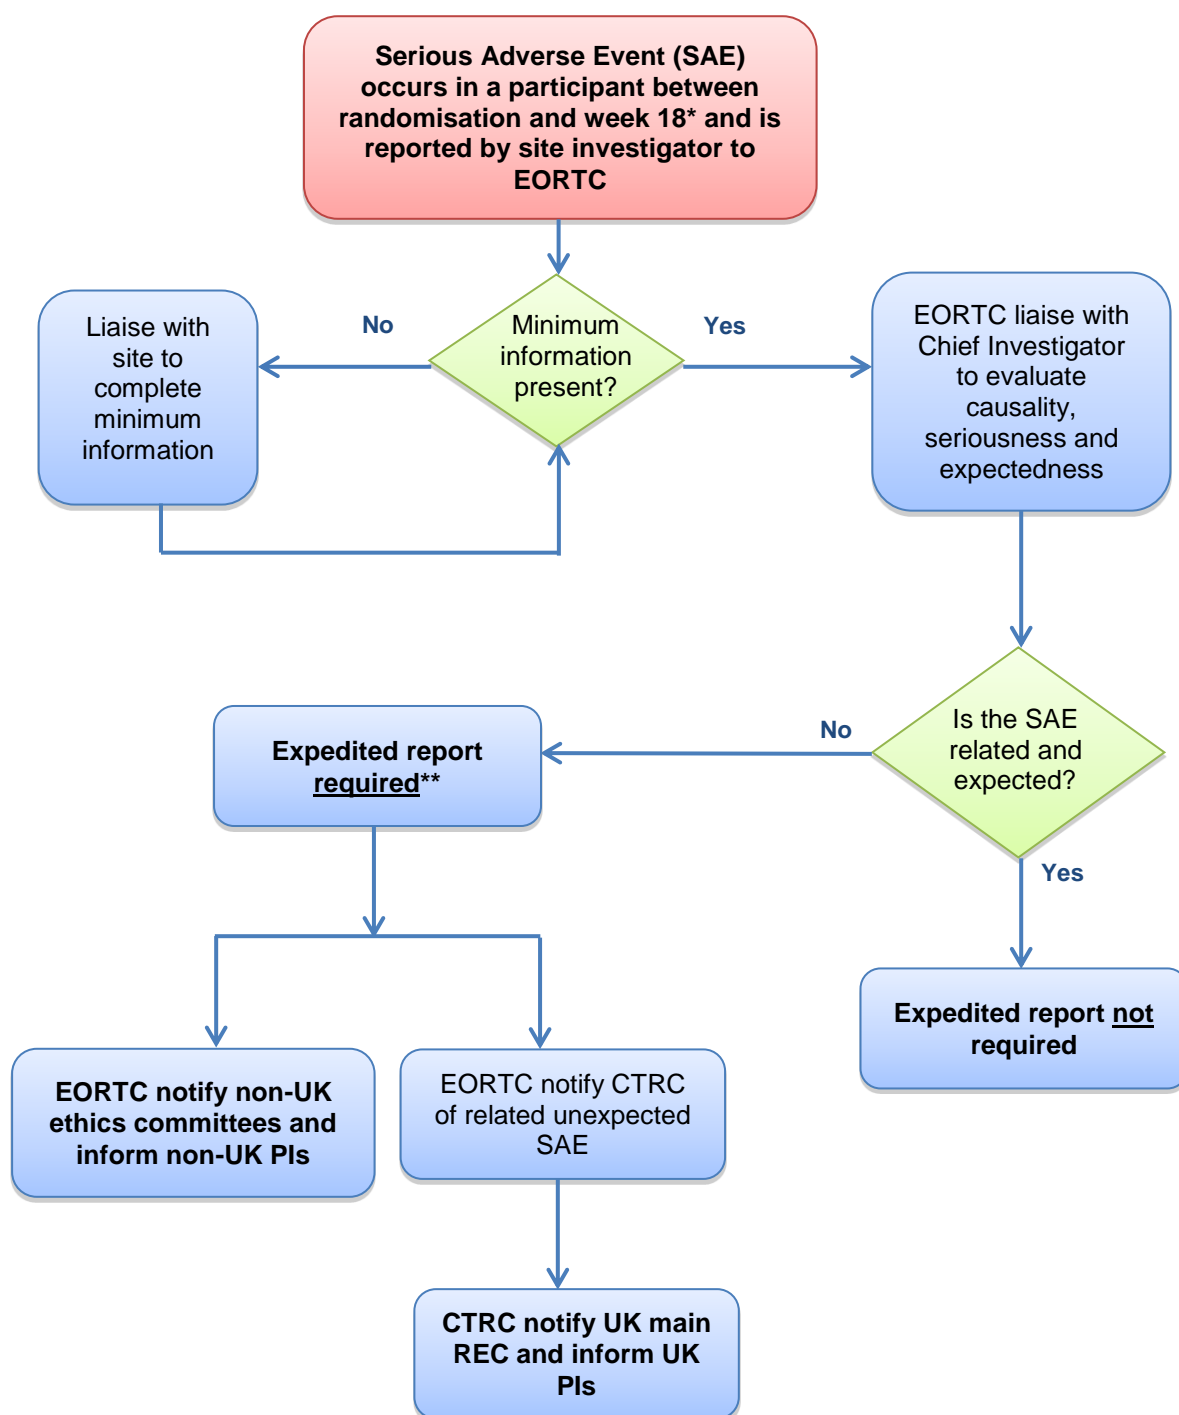 Serious Adverse Event (SAE)
occurs in a participant between
randomisation and week 18* and is
reported by site investigator to
EORTC
Liaise with
site to
complete
minimum
information
No
Minimum
information
present?
Yes
EORTC liaise with
Chief Investigator
to evaluate
causality,
seriousness and
expectedness
Is the SAE
related and
expected?
No
Expedited report
required**
Yes
Expedited report not
required
EORTC notify non-UK
ethics committees and
inform non-UK PIs
EORTC notify CTRC
of related unexpected
SAE
CTRC notify UK main
REC and inform UK
PIs